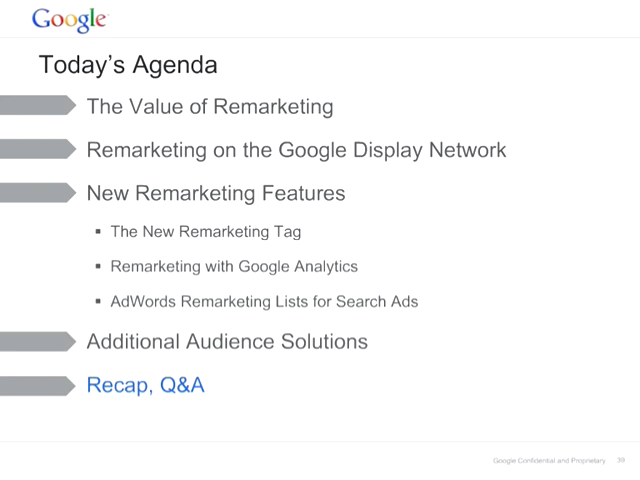 Google
Today's Agenda
The Value of Remarketing
Remarketing on the Google Display Network
New Remarketing Features
▪ The New Remarketing Tag
▪ Remarketing with Google Analytics
▪ AdWords Remarketing Lists for Search Ads
Additional Audience Solutions
Recap, Q&A
Google Confidential and Proprietary 39